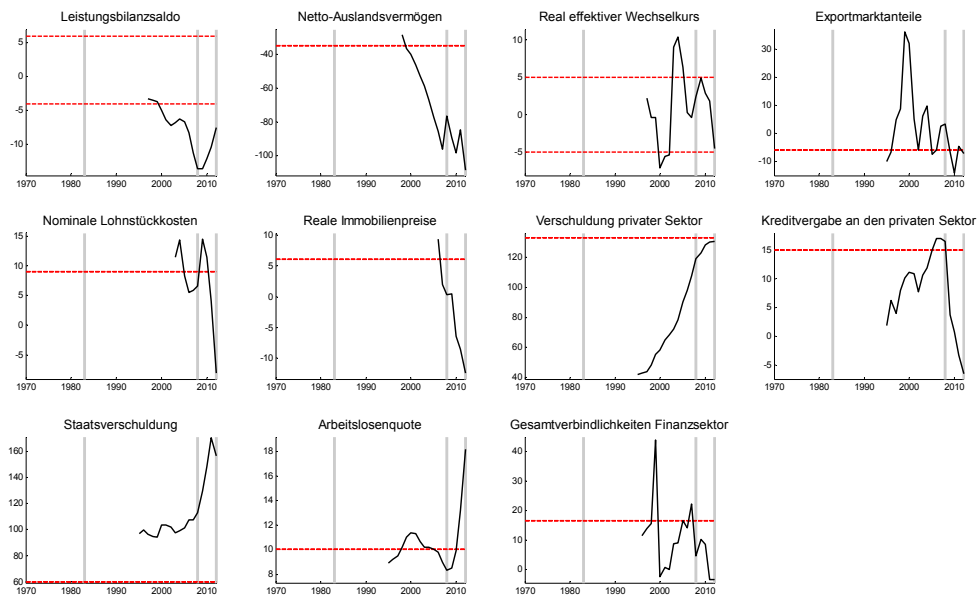 Leistungsbilanzsaldo
5
0
-5
-10
1970 1980 1990 2000 2010
Netto-Auslandsvermögen
-40
-60
-80
-100
1970 1980 1990 2000 2010
Real effektiver Wechselkurs
10
5
0
-5
1970 1980 1990 2000 2010
Exportmarktanteile
30
20
10
0
-10
1970 1980 1990 2000 2010
Nominale Lohnstückkosten
15
10
5
0
-5
1970 1980 1990 2000 2010
Reale Immobilienpreise
10
5
0
-5
-10
1970 1980 1990 2000 2010
Verschuldung privater Sektor
120
100
80
60
40
1970 1980 1990 2000 2010
Kreditvergabe an den privaten Sektor
15
10
5
0
-5
1970 1980 1990 2000 2010
Staatsverschuldung
160
140
120
100
80
60
1970 1980 1990 2000 2010
Arbeitslosenquote
18
16
14
12
10
8
1970 1980 1990 2000 2010
Gesamtverbindlichkeiten Finanzsektor
40
30
20
10
0
1970 1980 1990 2000 2010